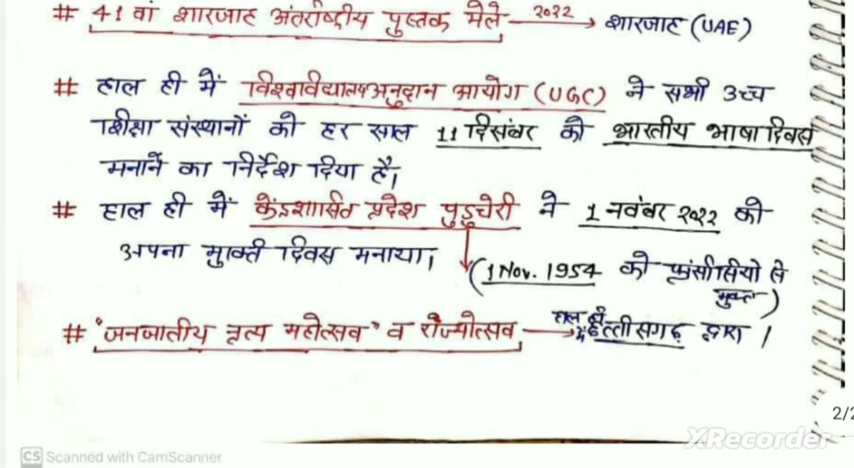 # 41 वां शारजाह अंतर्राष्ट्रीय पुस्तक मेले 2022 → शारजाह (UAE)
# हाल ही में विश्वविद्यालय अनुदान आयोग (UGC) ने सभी उच्च
शिक्षा संस्थानों को हर साल 11 दिसंबर को भारतीय भाषा दिवस
मनाने का निर्देश दिया है।
# हाल ही में केंद्रशासित प्रदेश पुडुचेरी ने 1 नवंबर 2022 को
अपना मुक्ति दिवस मनाया।
(1 Nov. 1954 को फ्रांसीसियो से
मुक्त)
# "जनजातीय नृत्य महोत्सव" व राज्योत्सव → हाल ही में छत्तीसगढ़ द्वारा।
2/2
XRecorder
CS Scanned with CamScanner